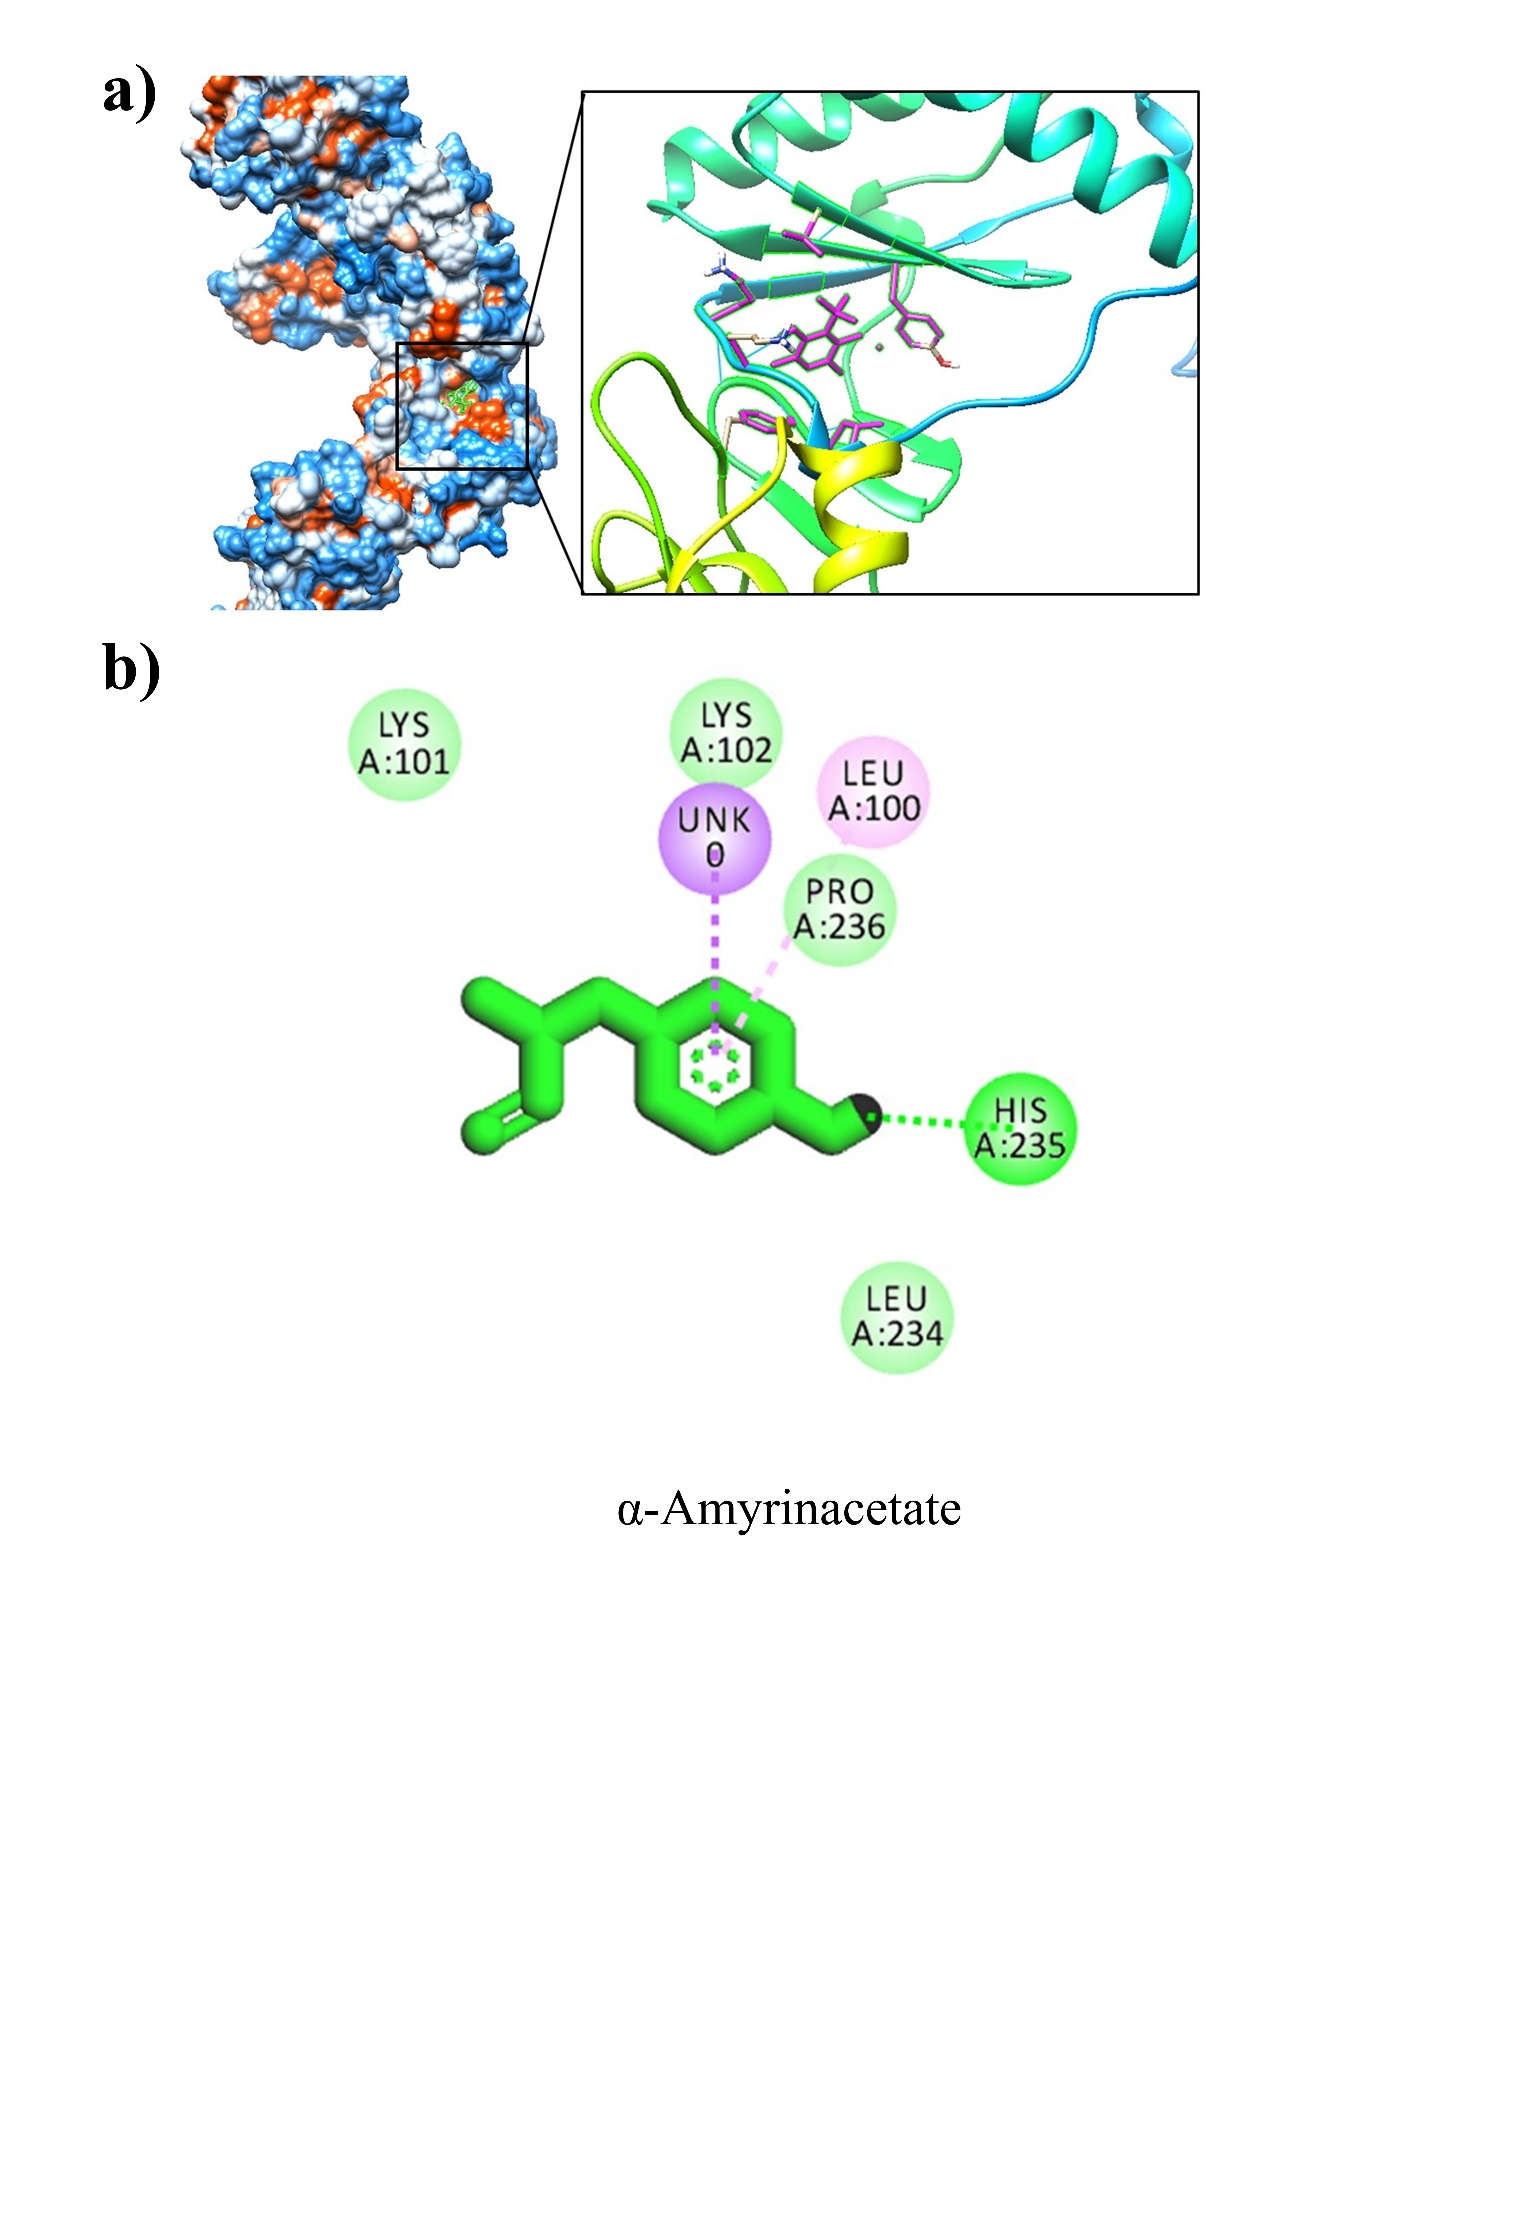 a)
b)
LYS
A:101
LYS
A:102
LEU
A:100
UNK
0
PRO
A:236
HIS
A:235
LEU
A:234
α-Amyrinacetate